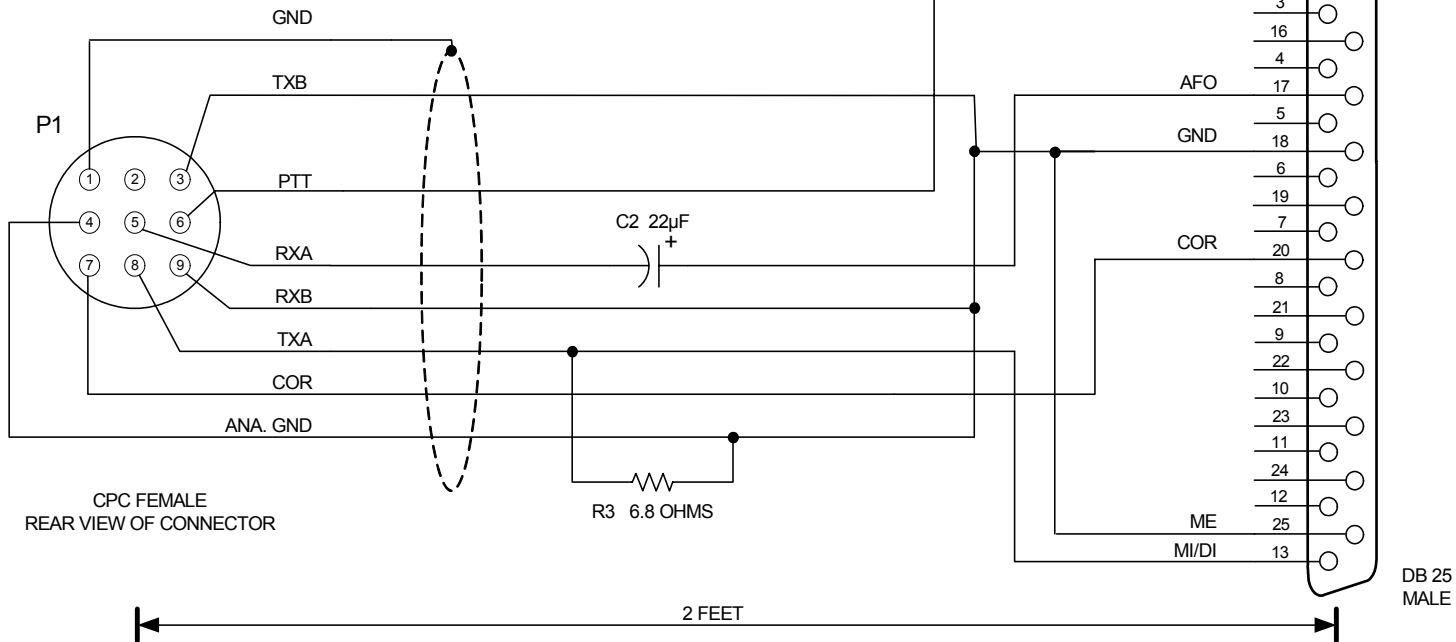 3
GND
16
4
TXB
AFO
17
5
P1
GND
18
6
1 2 3
PTT
19
4 5 6
C2 22µF
+
7
COR
20
RXA
7 8 9
8
RXB
21
9
TXA
22
COR
10
23
ANA. GND
11
24
CPC FEMALE
REAR VIEW OF CONNECTOR
R3 6.8 OHMS
12
ME
25
MI/DI
13
DB 25
MALE
2 FEET